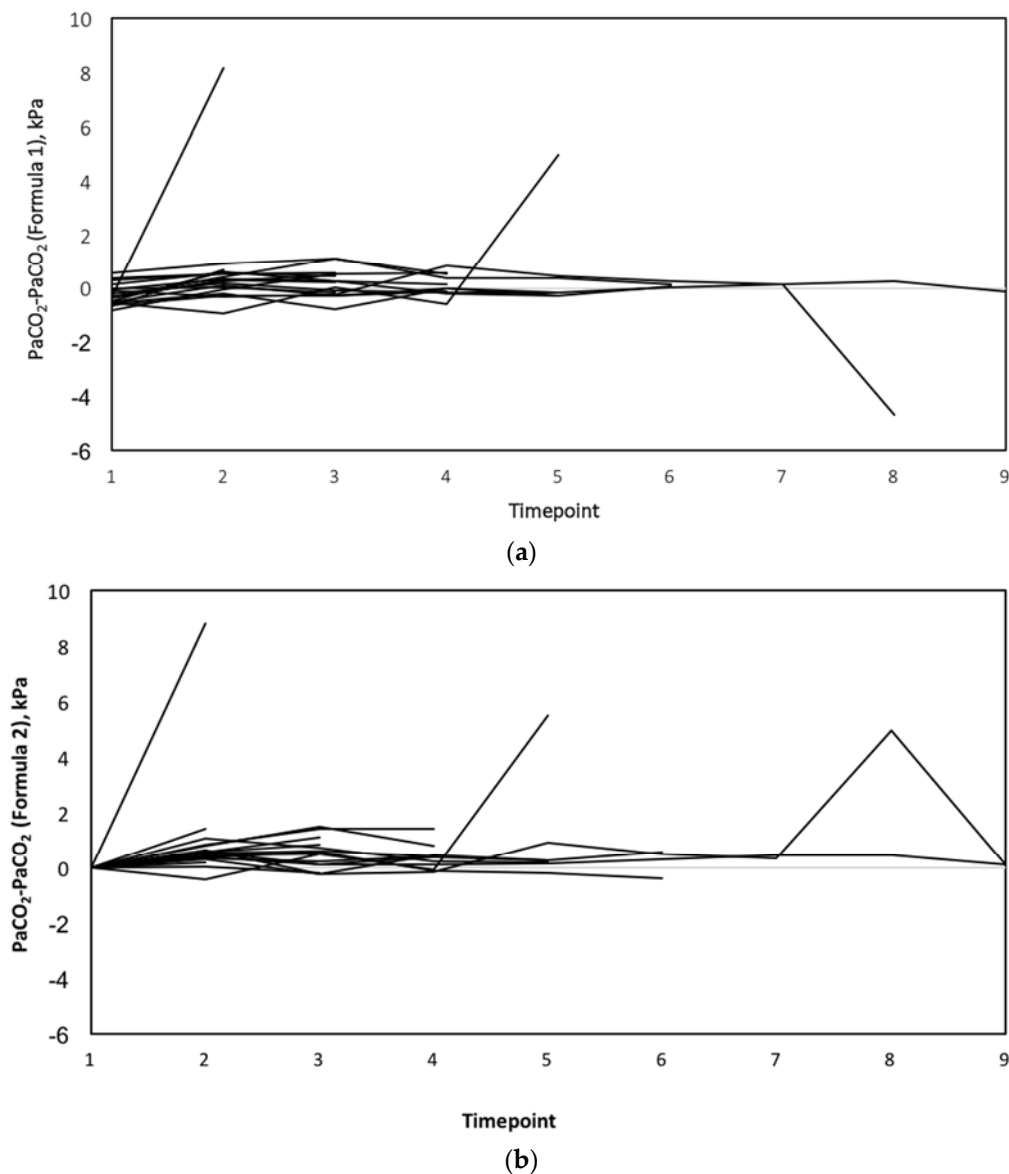 10
8
6
4
2
0
-2
-4
-6
PaCO₂-PaCO₂ (Formula 1), kPa
1 2 3 4 5 6 7 8 9
Timepoint
(a)
10
8
6
4
2
0
-2
-4
-6
PaCO₂-PaCO₂ (Formula 2), kPa
1 2 3 4 5 6 7 8 9
Timepoint
(b)